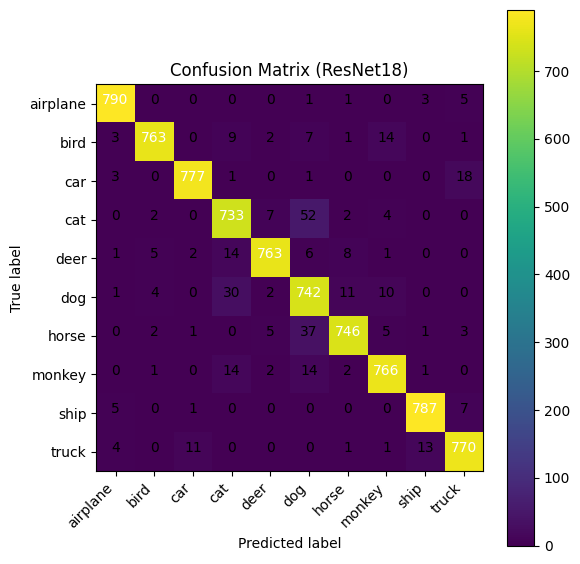 Confusion Matrix (ResNet18)
airplane 790 0 0 0 0 1 1 0 3 5
bird 3 763 0 9 2 7 1 14 0 1
car 3 0 777 1 0 1 0 0 0 18
cat 0 2 0 733 7 52 2 4 0 0
deer 1 5 2 14 763 6 8 1 0 0
dog 1 4 0 30 2 742 11 10 0 0
horse 0 2 1 0 5 37 746 5 1 3
monkey 0 1 0 14 2 14 2 766 1 0
ship 5 0 1 0 0 0 0 0 787 7
truck 4 0 11 0 0 0 1 1 13 770
airplane bird car cat deer dog horse monkey ship truck
Predicted label
True label
700
600
500
400
300
200
100
0